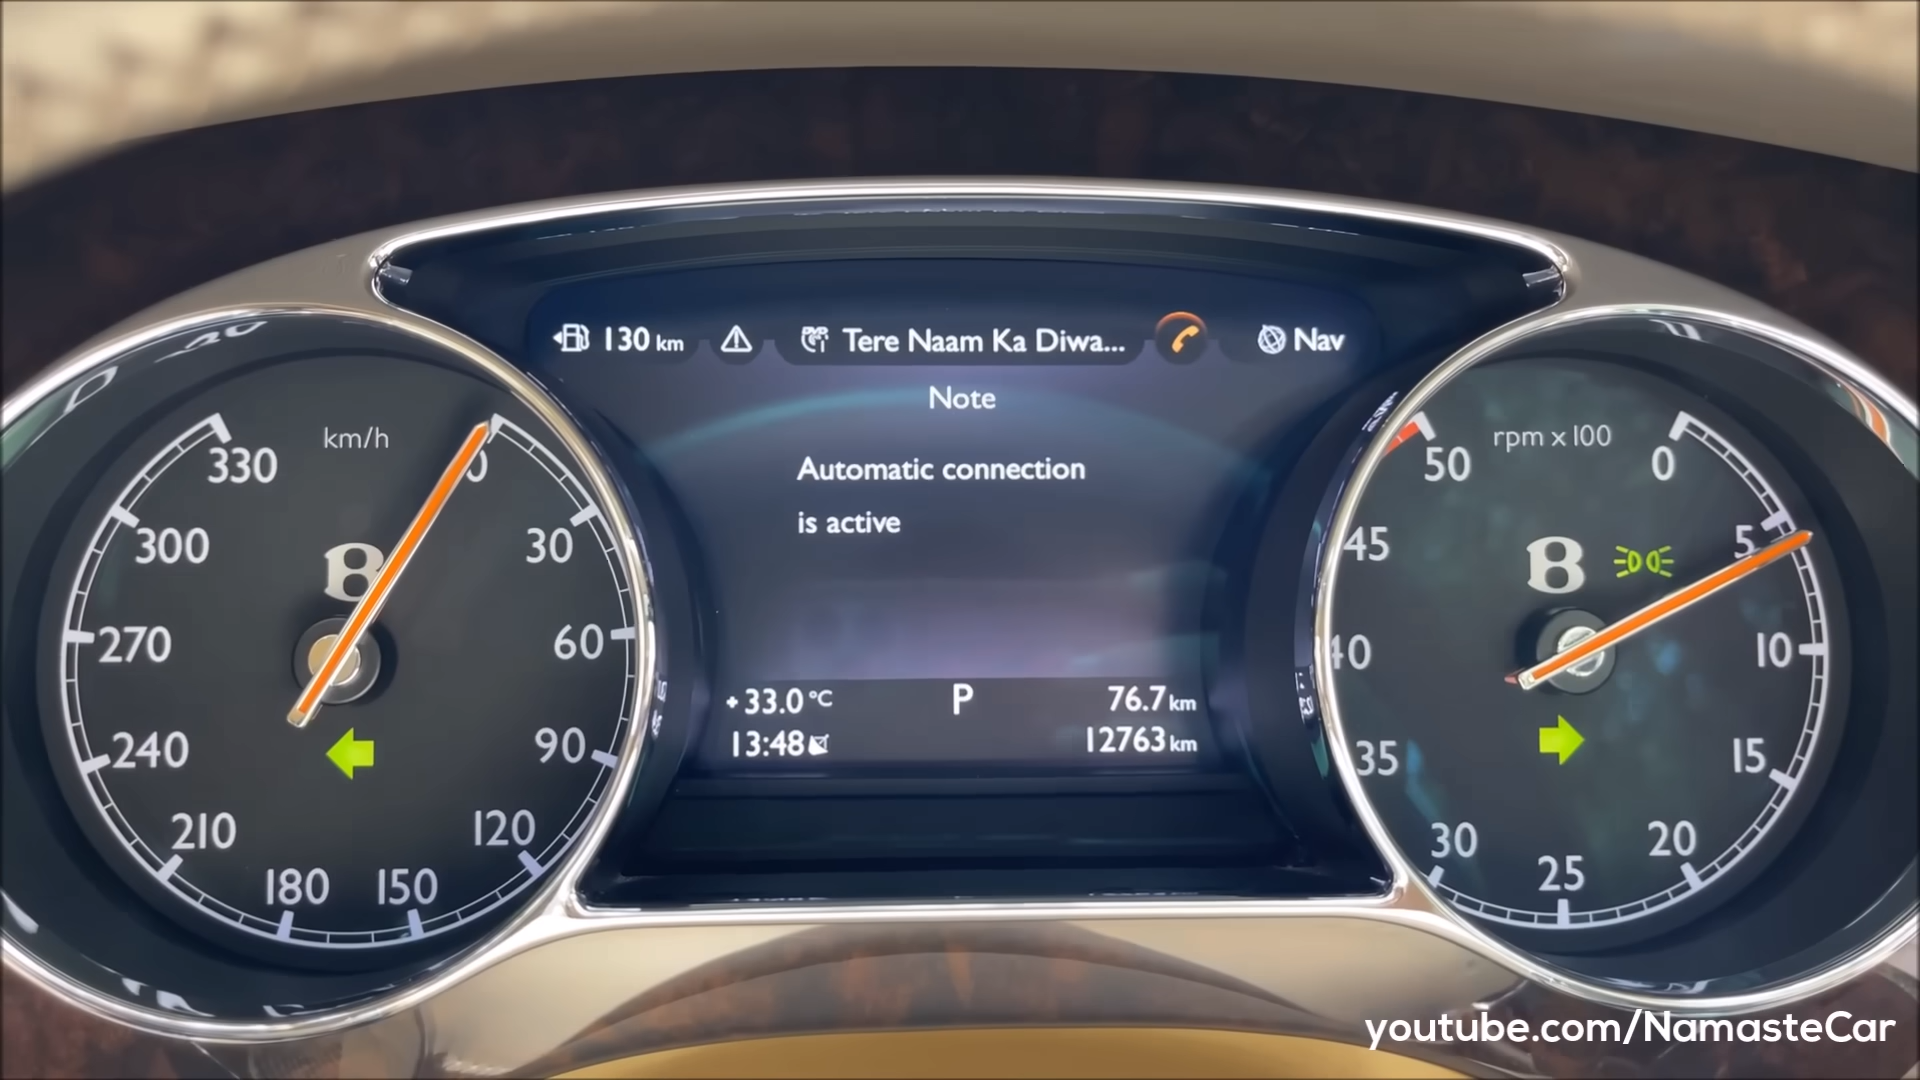 130 km
Tere Naam Ka Diwa...
Nav
Note
Automatic connection
is active
+33.0 °C
P
76.7 km
13:48
12763 km
km/h
0
30
60
90
120
150
180
210
240
270
300
330
B
rpm x 100
0
5
10
15
20
25
30
35
40
45
50
B
youtube.com/NamasteCar